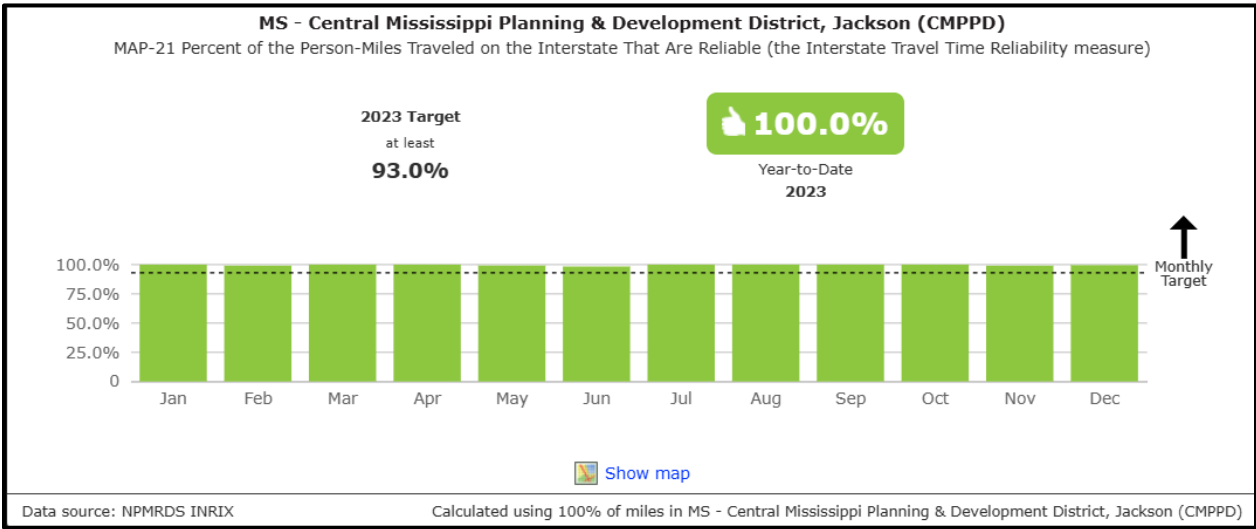 MS - Central Mississippi Planning & Development District, Jackson (CMPPD)
MAP-21 Percent of the Person-Miles Traveled on the Interstate That Are Reliable (the Interstate Travel Time Reliability measure)
2023 Target
at least
93.0%
100.0%
Year-to-Date
2023
Monthly
Target
100.0%
75.0%
50.0%
25.0%
0
Jan Feb Mar Apr May Jun Jul Aug Sep Oct Nov Dec
Show map
Data source: NPMRDS INRIX
Calculated using 100% of miles in MS - Central Mississippi Planning & Development District, Jackson (CMPPD)